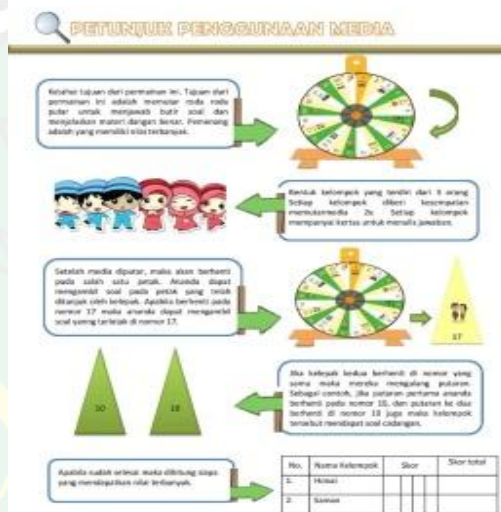 PETUNJUK PENGGUNAAN MEDIA
Ketahui tujuan dari permainan ini. Tujuan dari
permainan ini adalah memutar roda roda
putar untuk menjawab butir soal dan
menjelaskan materi dengan benar. Pemenang
adalah yang memiliki nilai terbanyak.
Bentuk kelompok yang terdiri dari 3 orang
Setiap kelompok diberi kesempatan
memutarmedia 2x Setiap kelompok
mempunyai kertas untuk menulis jawaban.
Setelah media diputar, maka akan berhenti
pada salah satu petak. Ananda dapat
mengambil soal pada petak yang telah
ditunjuk oleh kelepak. Apabila berhenti pada
nomor 17 maka ananda dapat mengambil
soal yanng terletak di nomor 17.
17
Jika kelepak kedua berhenti di nomor yang
sama maka mereka mengulang putaran.
Sebagai contoh, jika putaran pertama ananda
berhenti pada nomor 10, dan putaran ke dua
berhenti di nomor 10 juga maka kelompok
tersebut mendapat soal cadangan.
10
Apabila sudah selesai maka dihitung siapa
yang mendapatkan nilai terbanyak.
No. Nama Kelompok Skor Skor total
1.
2.